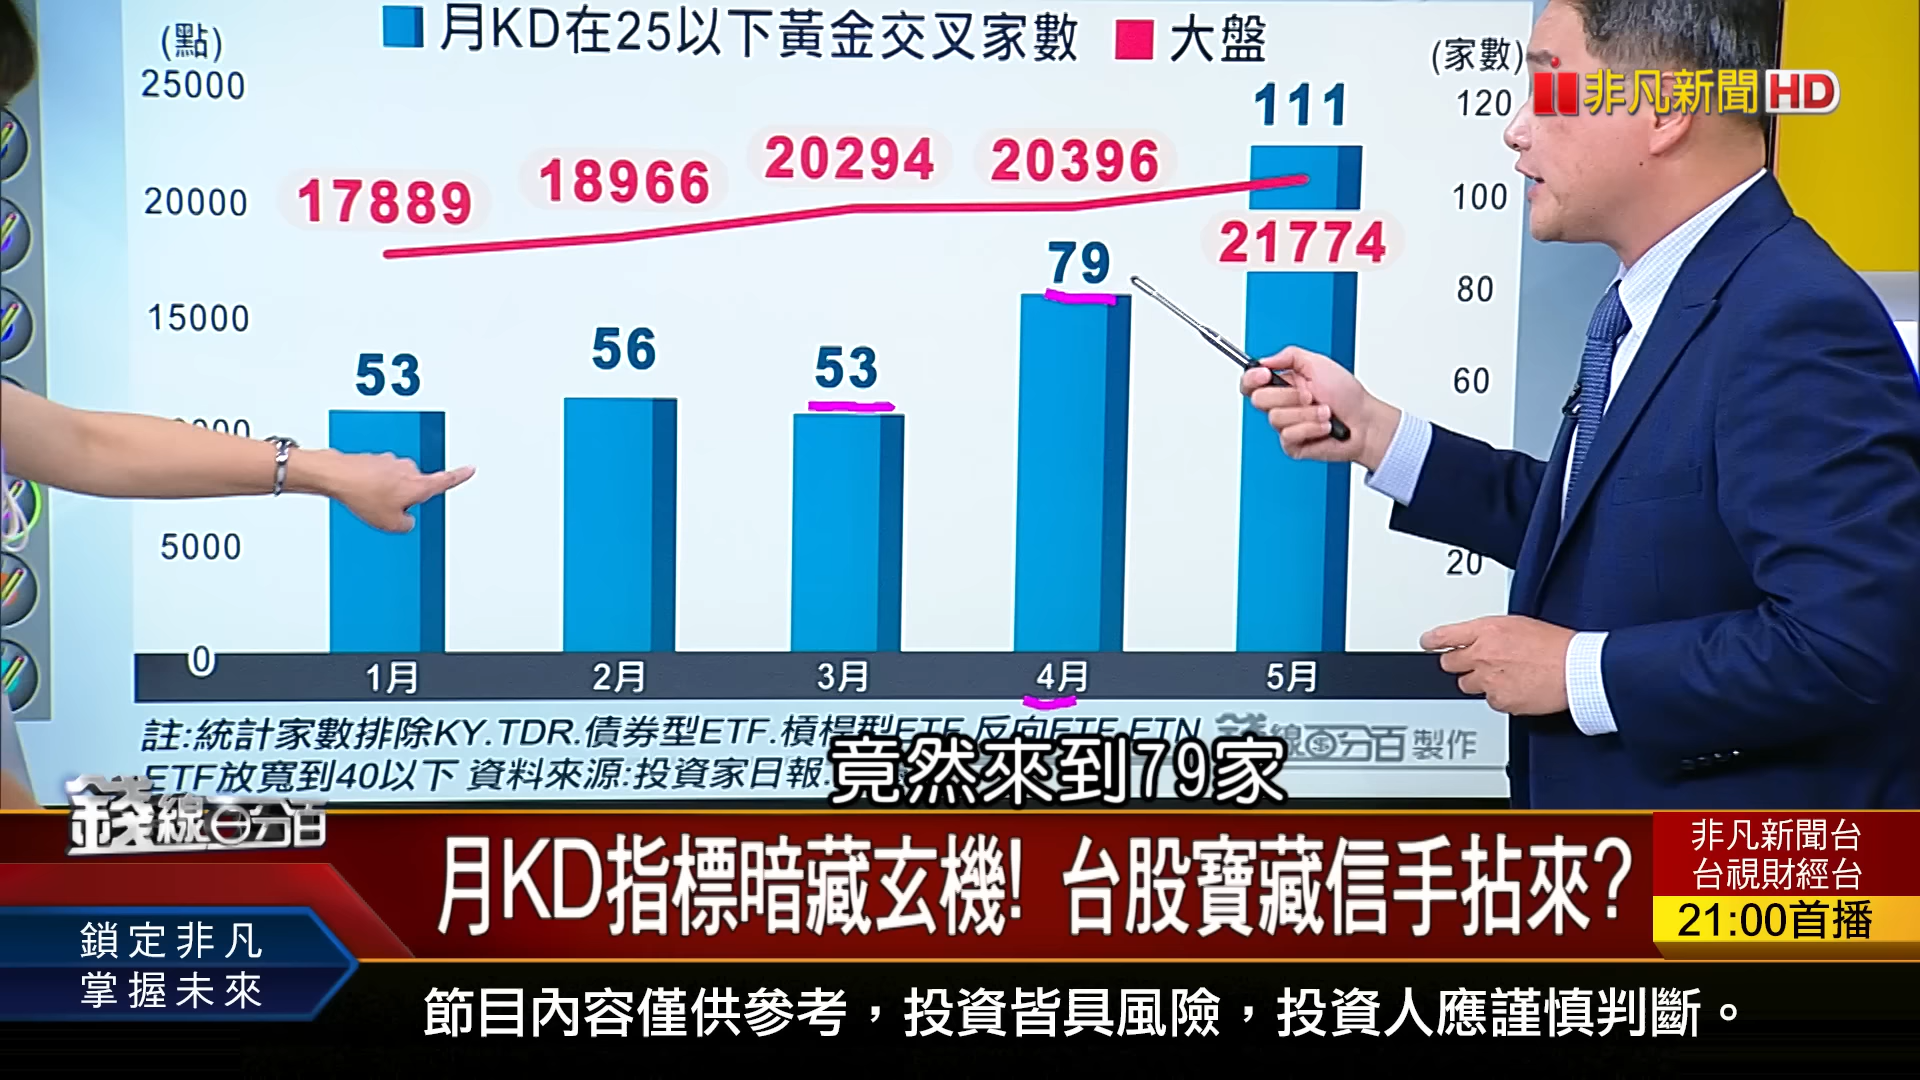 (點)
月KD在25以下黃金交叉家數
大盤
(家數)
非凡新聞HD
25000
20000
15000
5000
0
120
100
80
60
20
17889
18966
20294
20396
21774
53
56
53
79
111
1月
2月
3月
4月
5月
註:統計家數排除KY.TDR.債券型ETF.槓桿型ETF.反向ETF.ETN
ETF放寬到40以下 資料來源:投資家日報.
錢線百分百製作
竟然來到79家
錢線百分百
月KD指標暗藏玄機! 台股寶藏信手拈來?
非凡新聞台
台視財經台
21:00首播
鎖定非凡
掌握未來
節目內容僅供參考，投資皆具風險，投資人應謹慎判斷。